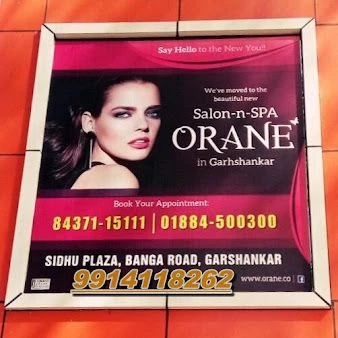 Say Hello to the New You!!
We've moved to the
beautiful new
Salon-n-SPA
ORANE
in Garhshankar
Book Your Appointment:
84371-15111 | 01884-500300
SIDHU PLAZA, BANGA ROAD, GARSHANKAR
9914118262
www.orane.co